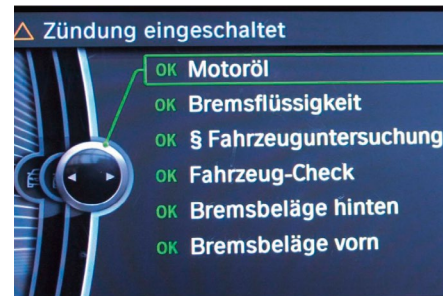 Zündung eingeschaltet
OK Motoröl
OK Bremsflüssigkeit
OK § Fahrzeuguntersuchung
OK Fahrzeug-Check
OK Bremsbeläge hinten
OK Bremsbeläge vorn